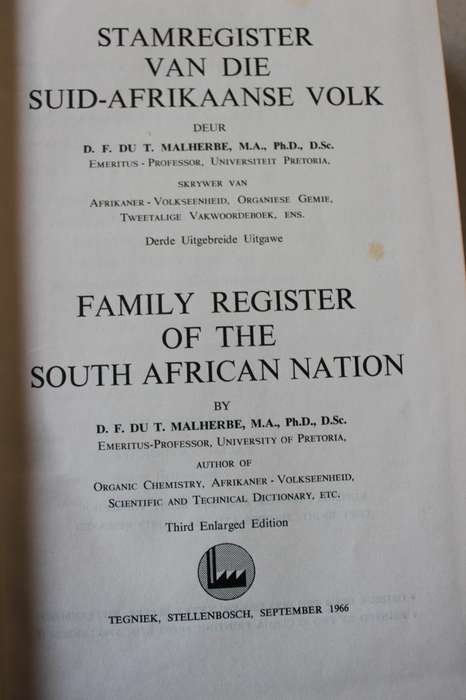 STAMREGISTER
VAN DIE
SUID-AFRIKAANSE VOLK
DEUR
D. F. DU T. MALHERBE, M.A., Ph.D., D.Sc.
EMERITUS-PROFESSOR, UNIVERSITEIT PRETORIA,
SKRYWER VAN
AFRIKANER-VOLKSEENHEID, ORGANIESE GEMIE,
TWEETALIGE VAKWOORDEBOEK, ENS.
Derde Uitgebreide Uitgawe
FAMILY REGISTER
OF THE
SOUTH AFRICAN NATION
BY
D. F. DU T. MALHERBE, M.A., Ph.D., D.Sc.
EMERITUS-PROFESSOR, UNIVERSITY OF PRETORIA,
AUTHOR OF
ORGANIC CHEMISTRY, AFRIKANER-VOLKSEENHEID,
SCIENTIFIC AND TECHNICAL DICTIONARY, ETC.
Third Enlarged Edition
TEGNIEK, STELLENBOSCH, SEPTEMBER 1966